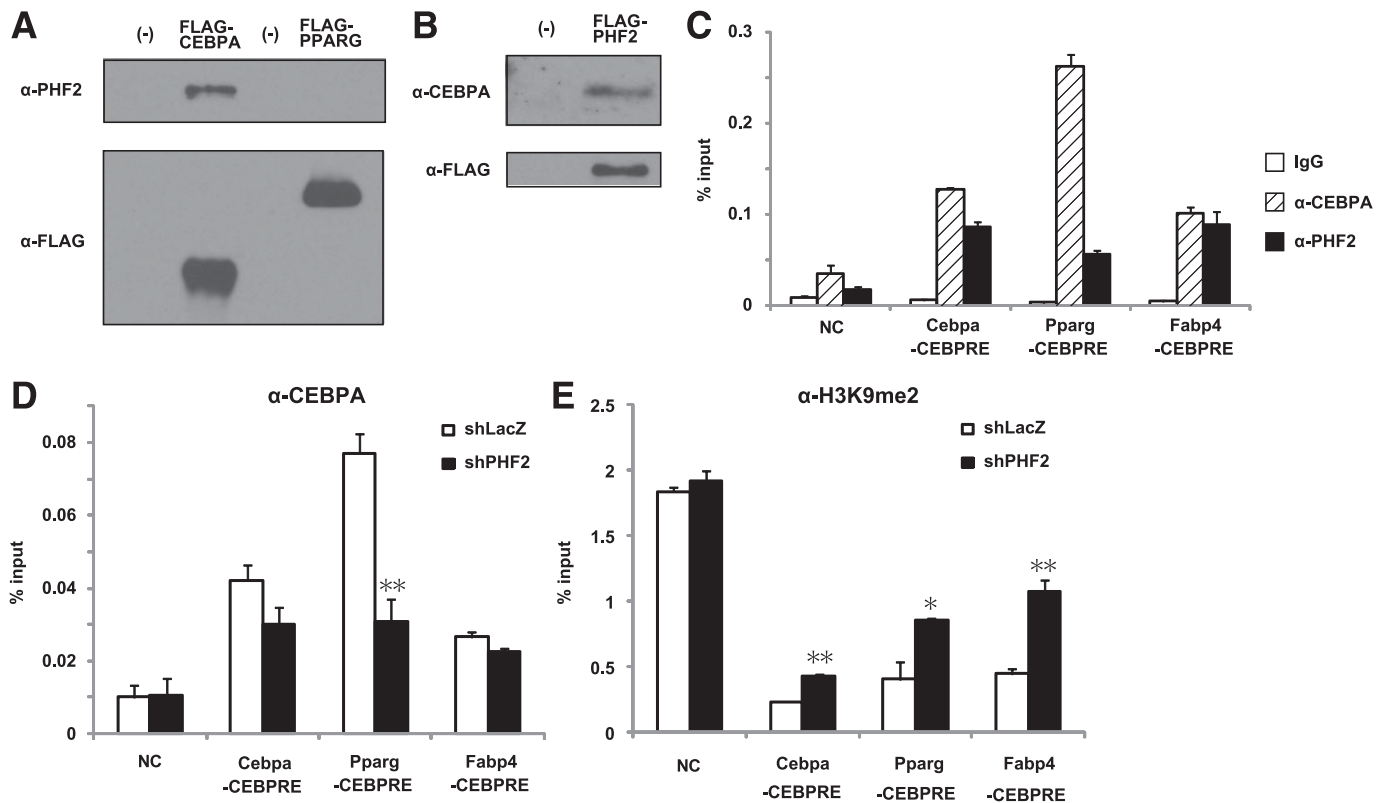 A
(-)
FLAG-
CEBPA
(-)
FLAG-
PPARG
α-PHF2
α-FLAG
B
(-)
FLAG-
PHF2
α-CEBPA
α-FLAG
C
0.3
0.2
0.1
0
% input
NC
Cebpa
-CEBPRE
Pparg
-CEBPRE
Fabp4
-CEBPRE
IgG
α-CEBPA
α-PHF2
D
α-CEBPA
shLacZ
shPHF2
0.08
0.06
0.04
0.02
0
% input
**
NC
Cebpa
-CEBPRE
Pparg
-CEBPRE
Fabp4
-CEBPRE
E
α-H3K9me2
shLacZ
shPHF2
2.5
2
1.5
1
0.5
0
% input
**
*
**
NC
Cebpa
-CEBPRE
Pparg
-CEBPRE
Fabp4
-CEBPRE